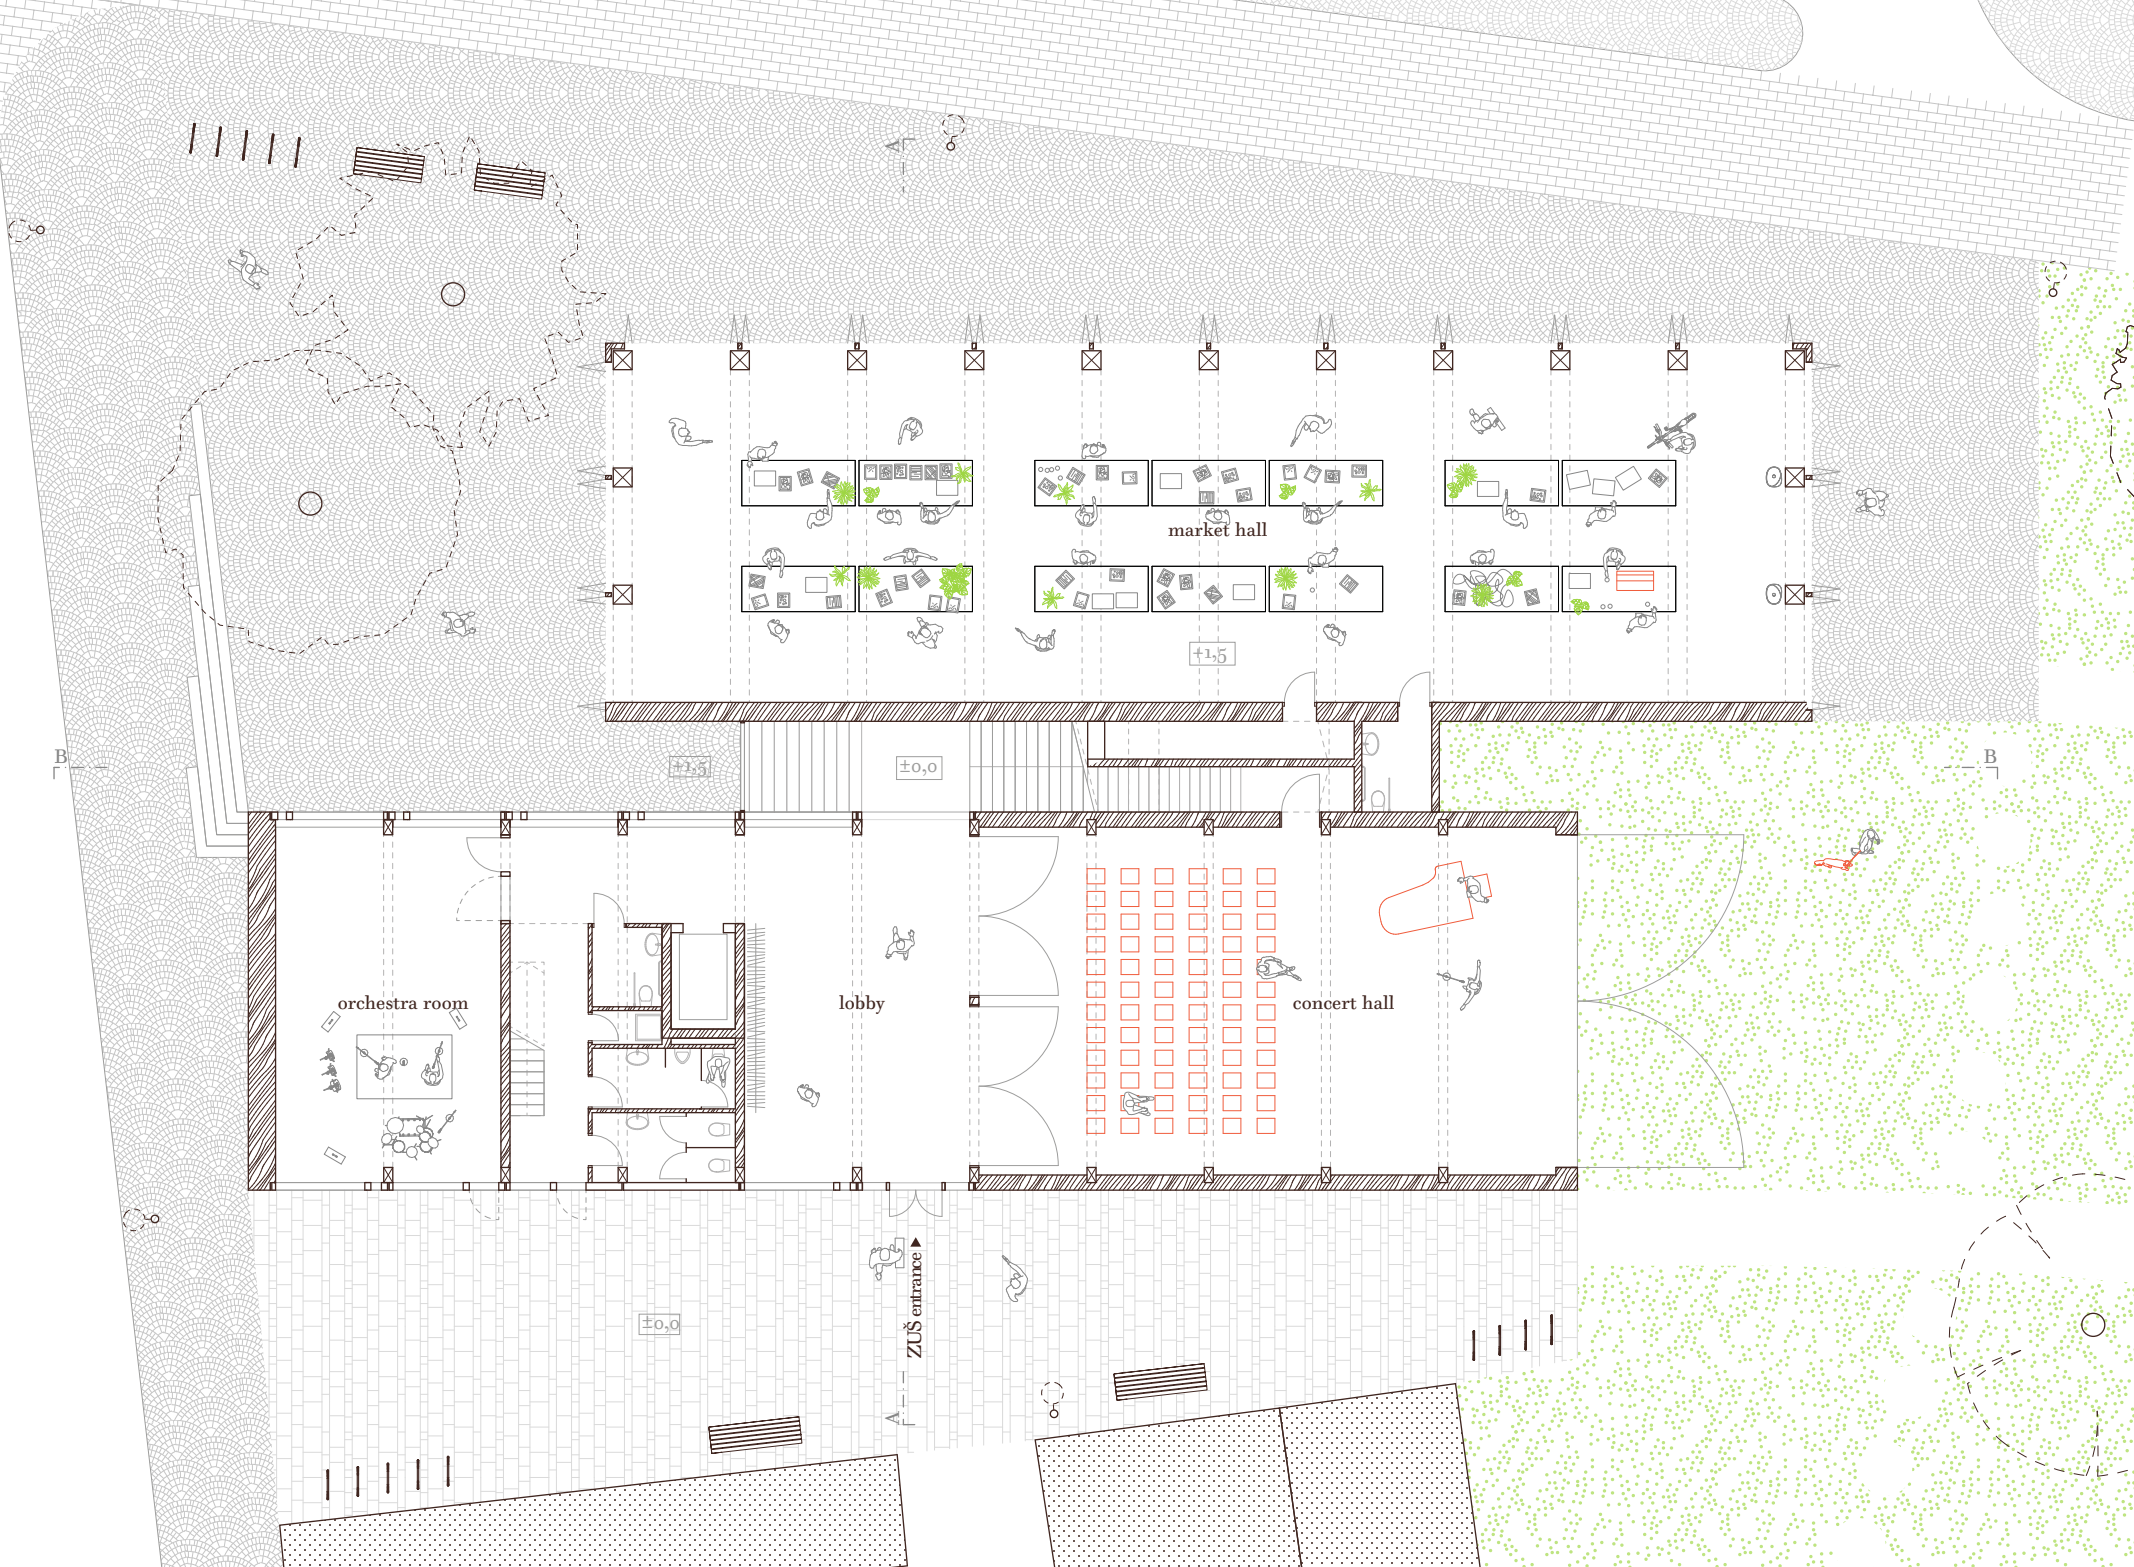 A
market hall
+1,5
B
+1,5
±0,0
B
orchestra room
lobby
concert hall
ZUŠ entrance
±0,0
A